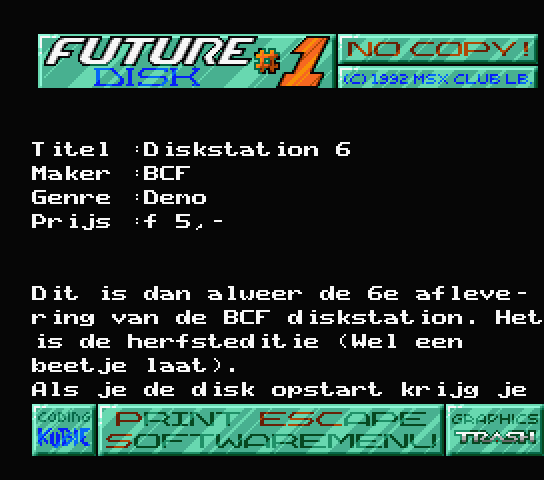 FUTURE DISK #1
NO COPY!
(C) 1992 MSX CLUB LB.
Titel :Diskstation 6
Maker :BCF
Genre :Demo
Prijs :f 5,-
Dit is dan alweer de 6e afleve-
ring van de BCF diskstation. Het
is de herfsteditie (Wel een
beetje laat).
Als je de disk opstart krijg je
CODING
KUBIE
PRINT ESCAPE
SOFTWAREMENU
GRAPHICS
TRASH